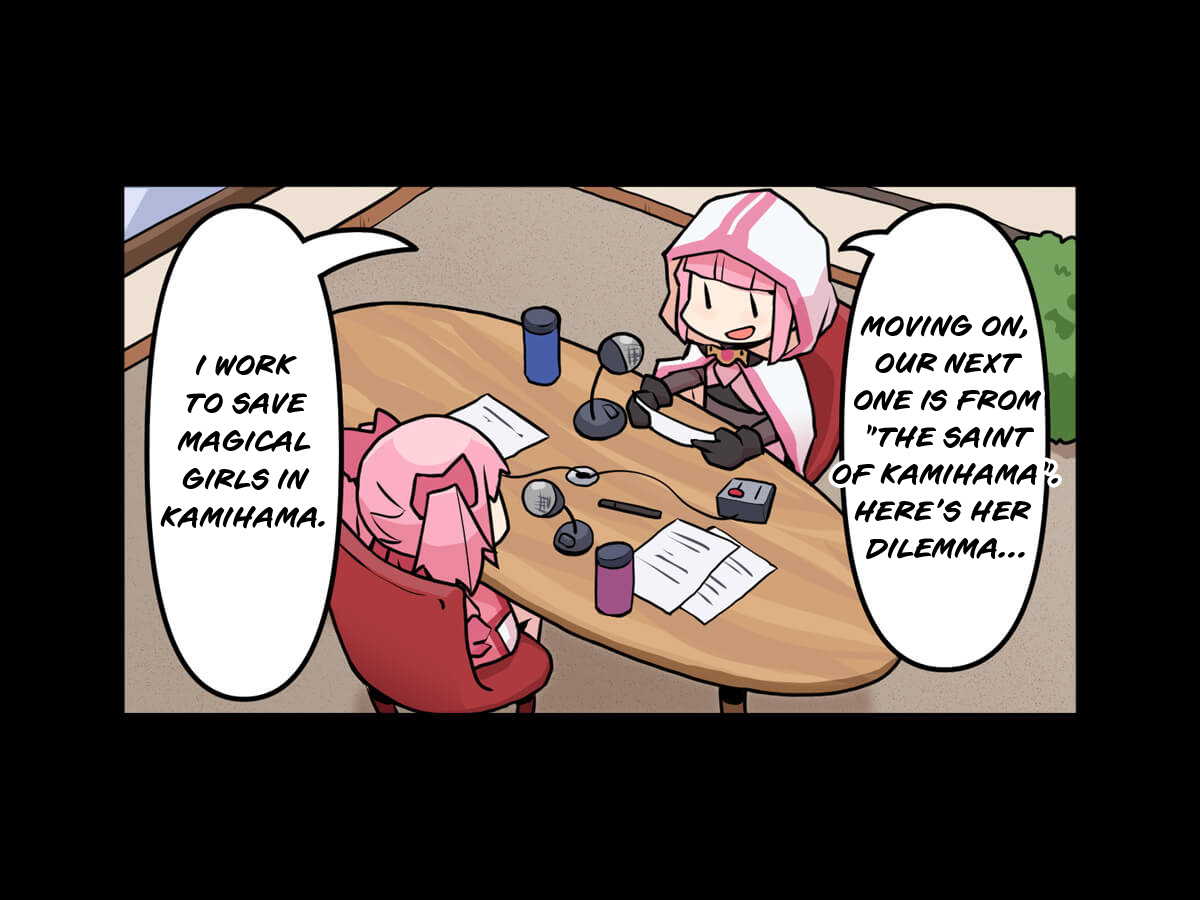 MOVING ON,
OUR NEXT
ONE IS FROM
"THE SAINT
OF KAMIHAMA".
HERE'S HER
DILEMMA...
I WORK
TO SAVE
MAGICAL
GIRLS IN
KAMIHAMA.